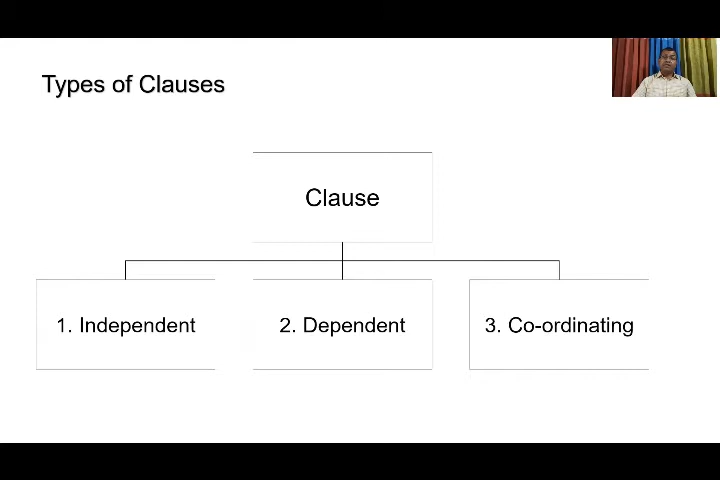 Types of Clauses
Clause
1. Independent
2. Dependent
3. Co-ordinating